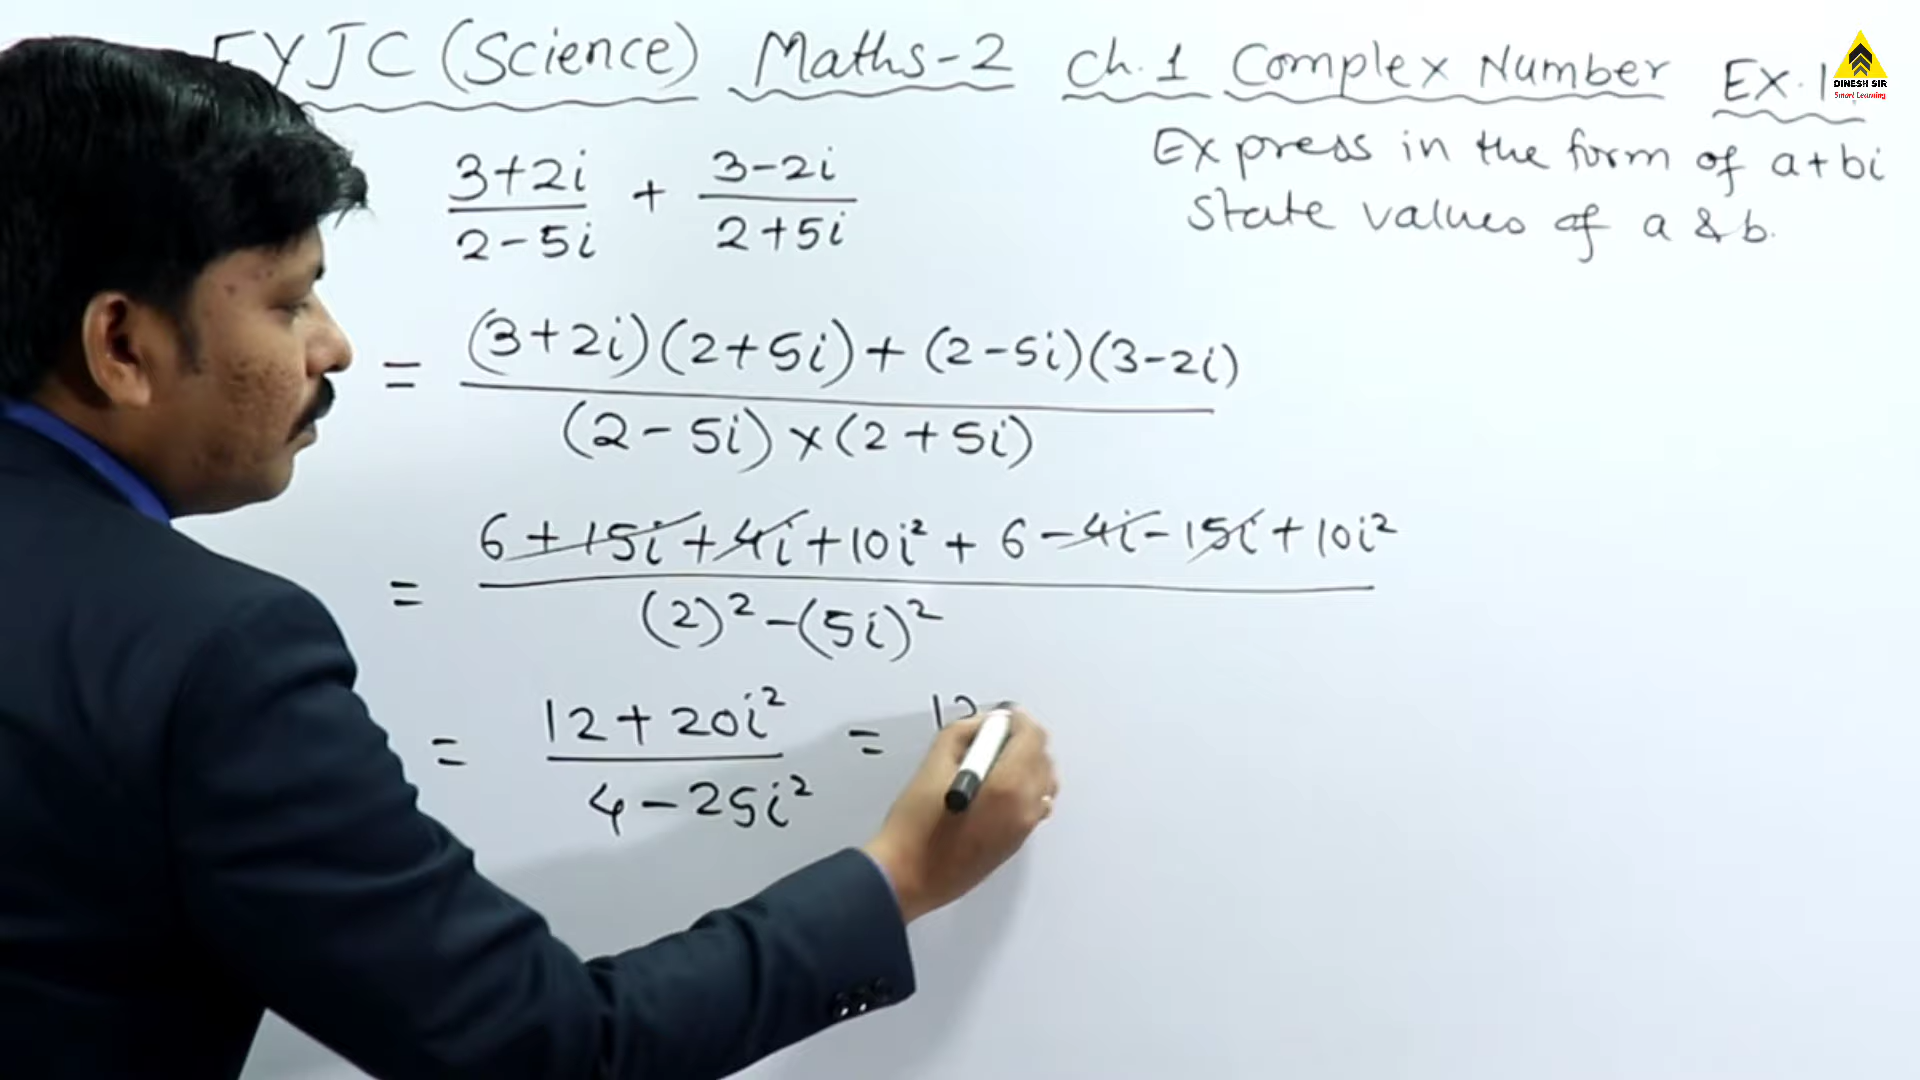 FYJC (Science) Maths-2 Ch.1 Complex Number EX.1
DINESH SIR
Smart Learning
Express in the form of a+bi
State values of a & b.
3+2i/2-5i + 3-2i/2+5i
= (3+2i)(2+5i)+(2-5i)(3-2i)
(2-5i)×(2+5i)
= 6+15i+4i+10i²+6-4i-15i+10i²
(2)²-(5i)²
= 12+20i²/4-25i² = 12